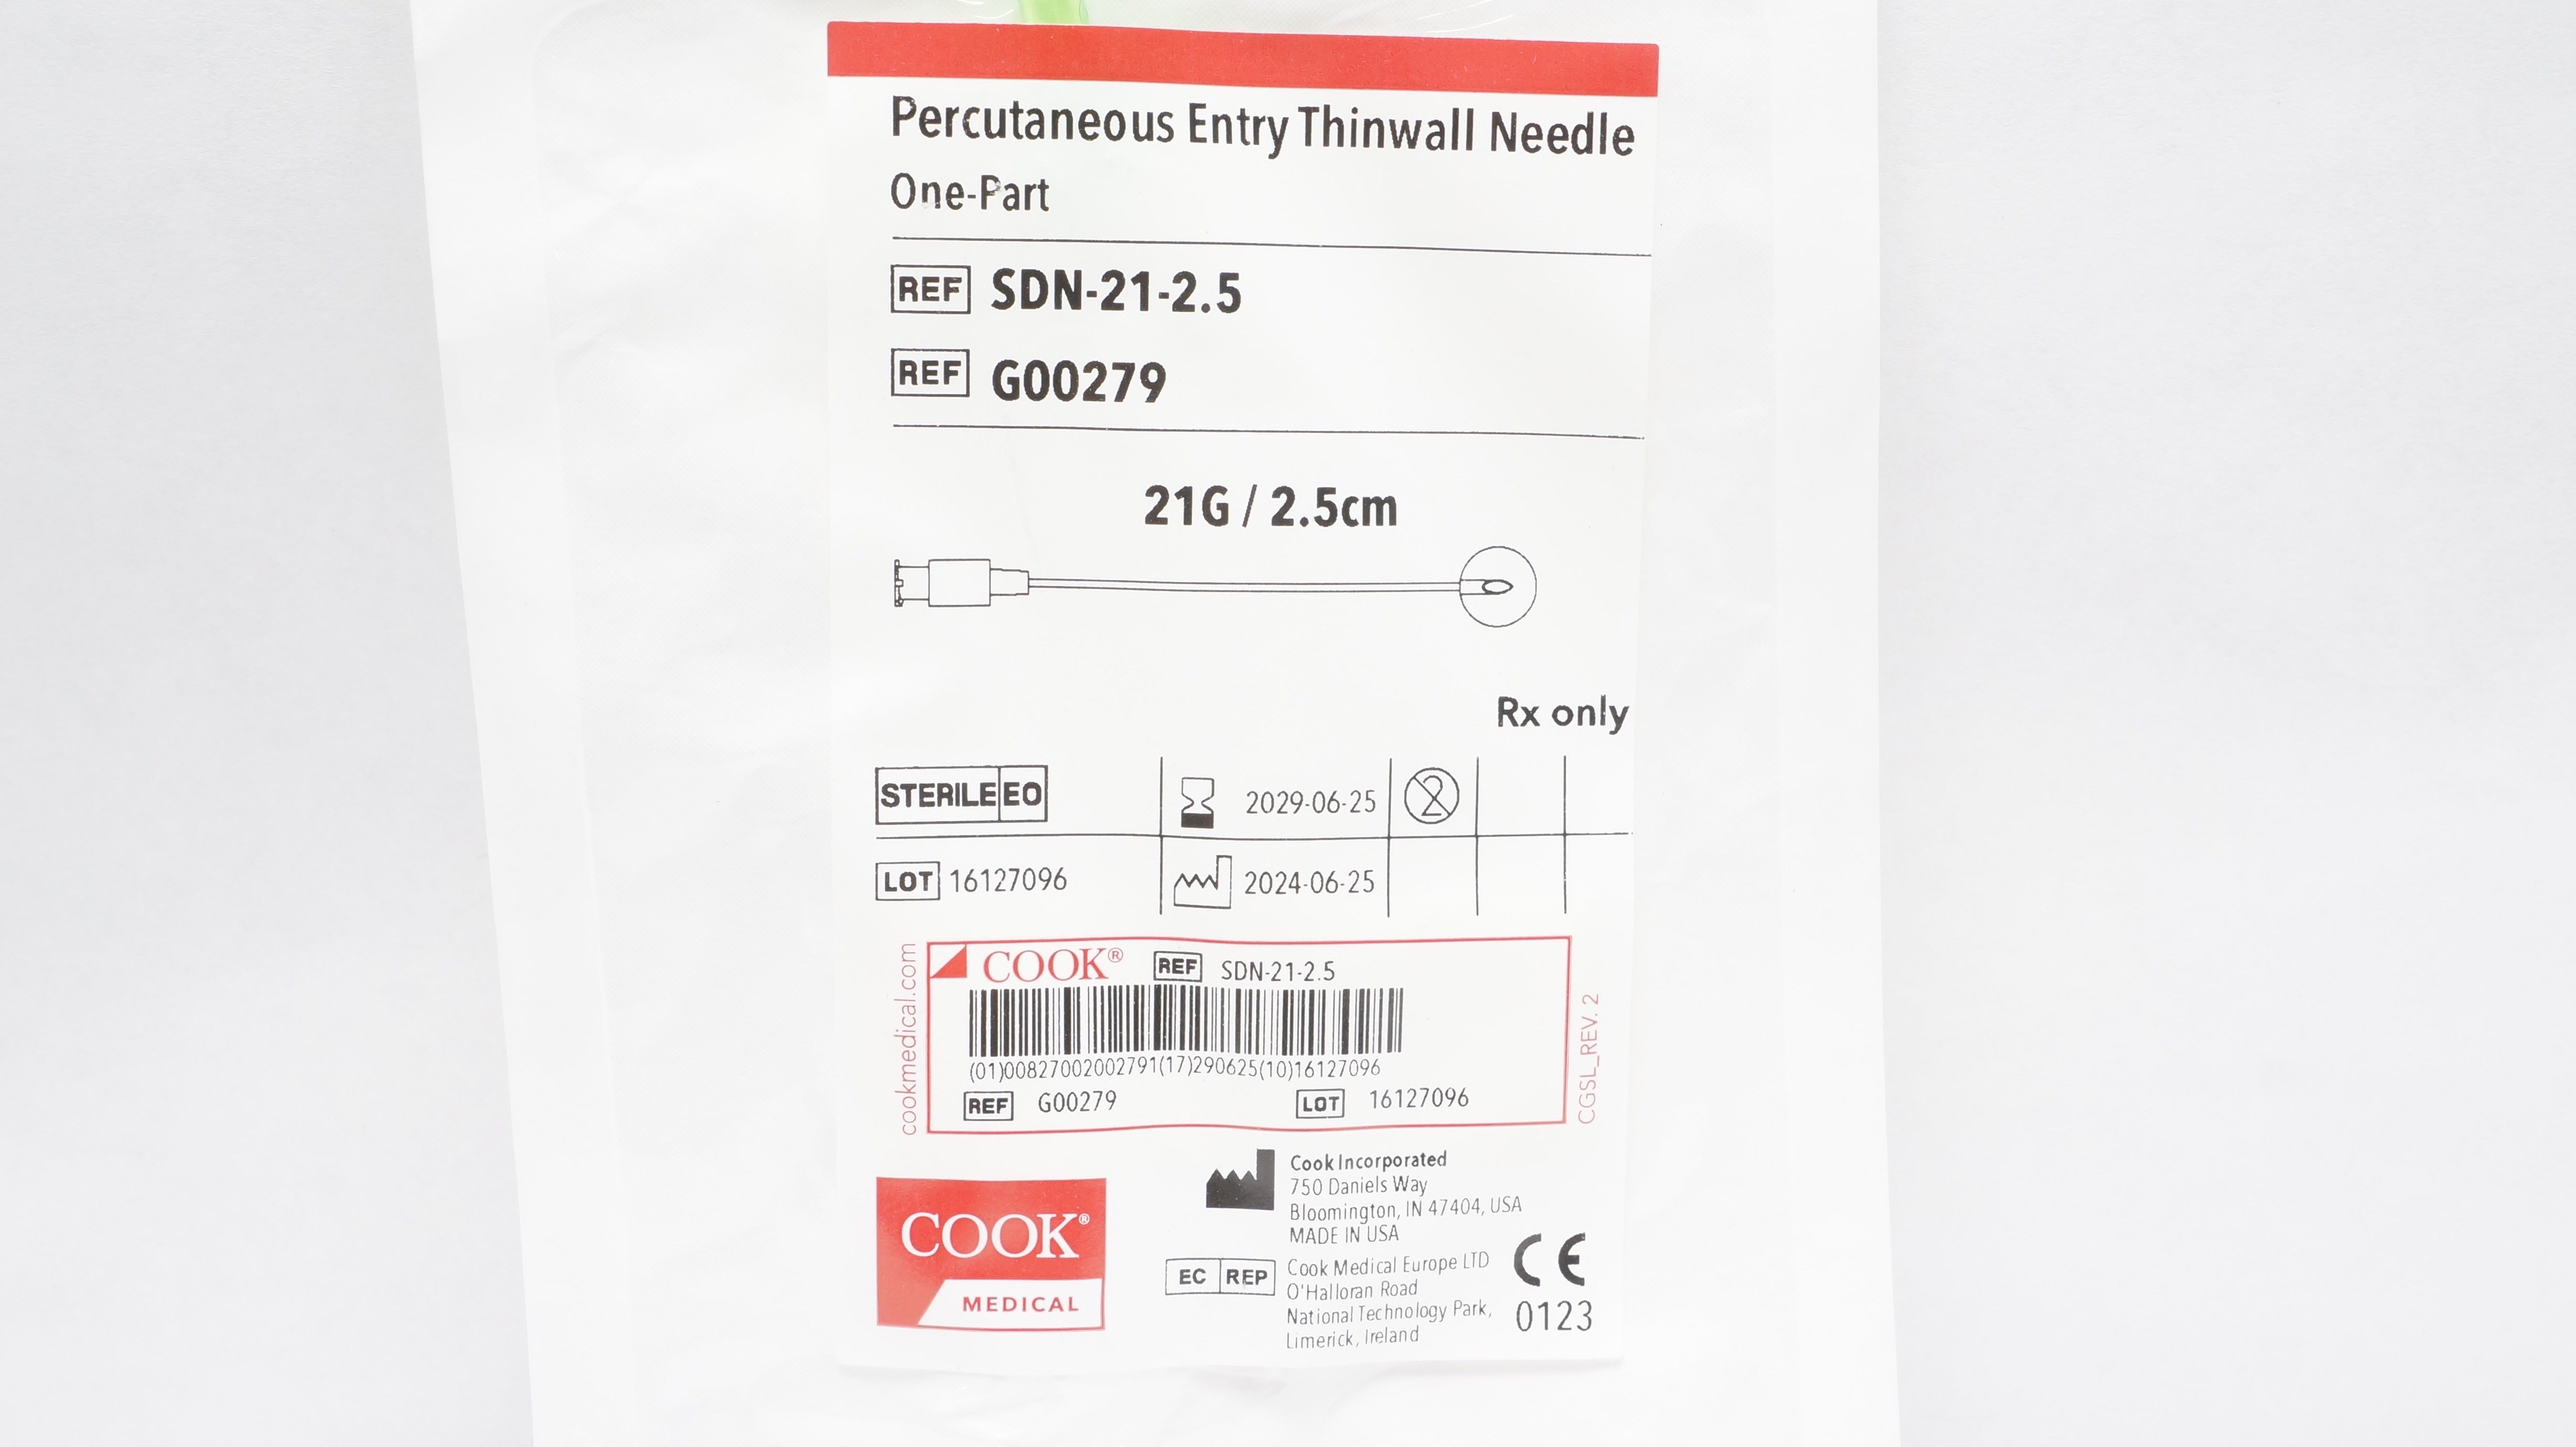 Percutaneous Entry Thinwall Needle
One-Part
REF SDN-21-2.5
REF G00279
21G / 2.5cm
Rx only
STERILE EO
2029-06-25
2
LOT 16127096
2024-06-25
cookmedical.com
COOK® REF SDN-21-2.5
(01)00827002002791(17)290625(10)16127096
REF G00279 LOT 16127096
CGSL_REV. 2
COOK®
MEDICAL
Cook Incorporated
750 Daniels Way
Bloomington, IN 47404, USA
MADE IN USA
EC REP
Cook Medical Europe LTD
O'Halloran Road
National Technology Park,
Limerick, Ireland
CE
0123